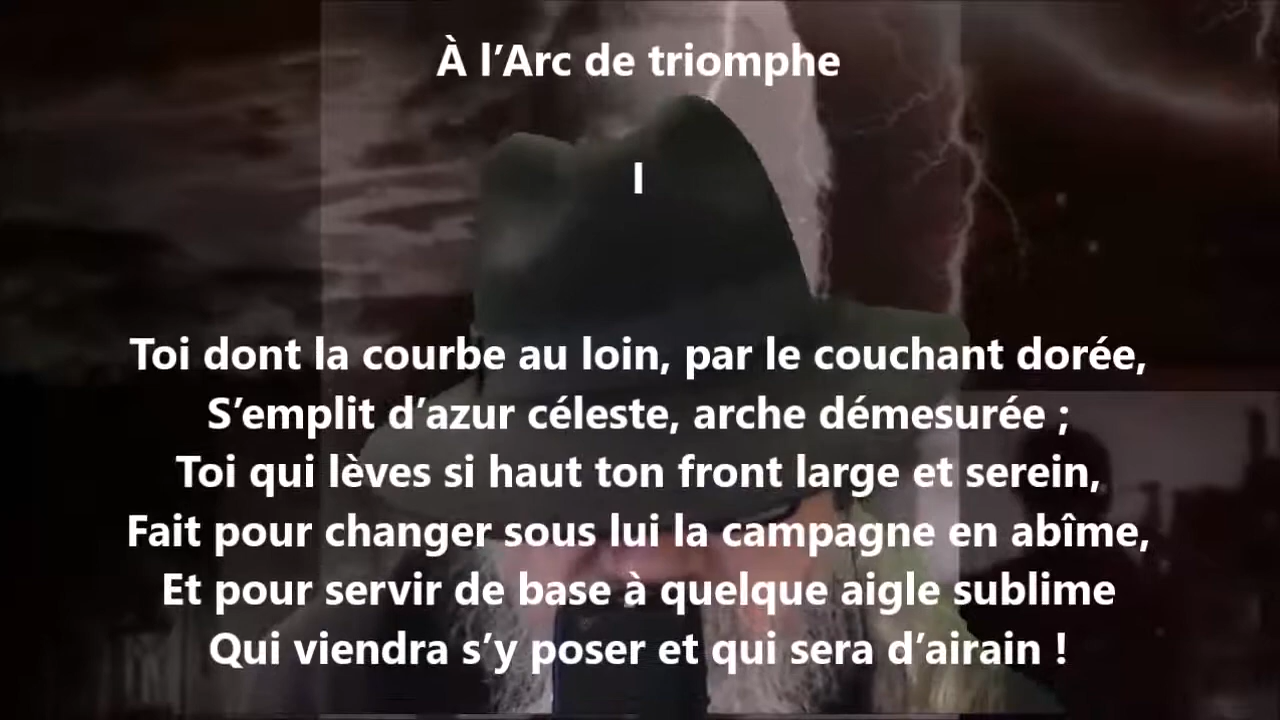 À l’Arc de triomphe
I
Toi dont la courbe au loin, par le couchant dorée,
S’emplit d’azur céleste, arche démesurée ;
Toi qui lèves si haut ton front large et serein,
Fait pour changer sous lui la campagne en abîme,
Et pour servir de base à quelque aigle sublime
Qui viendra s’y poser et qui sera d’airain !